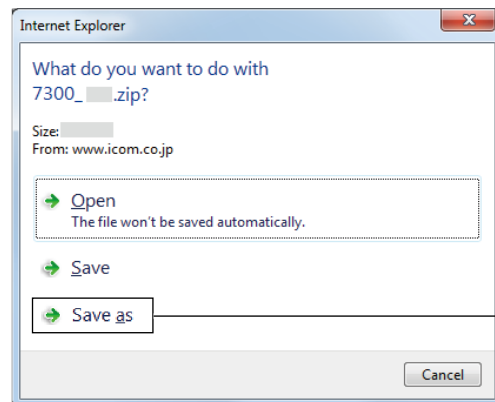 Internet Explorer
What do you want to do with
7300_ .zip?
Size:
From: www.icom.co.jp
Open
The file won't be saved automatically.
Save
Save as
Cancel